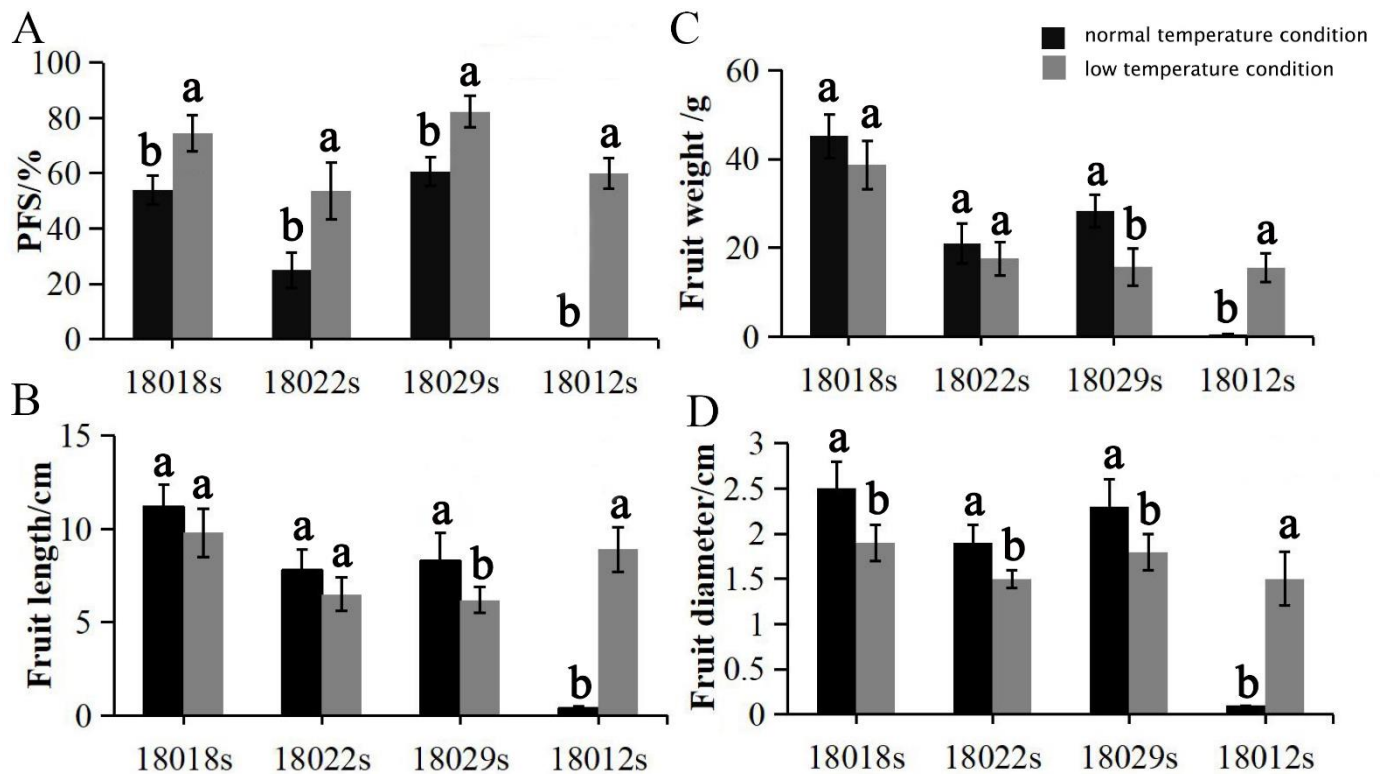 A
PFS/%
100
80
60
40
20
0
b a b a b a b a
18018s 18022s 18029s 18012s
C
normal temperature condition
low temperature condition
Fruit weight /g
60
40
20
0
a a a a a b b a
18018s 18022s 18029s 18012s
B
Fruit length/cm
15
10
5
0
a a a a a b b a
18018s 18022s 18029s 18012s
D
Fruit diameter/cm
3
2.5
2
1.5
1
0.5
0
a b a b a b b a
18018s 18022s 18029s 18012s